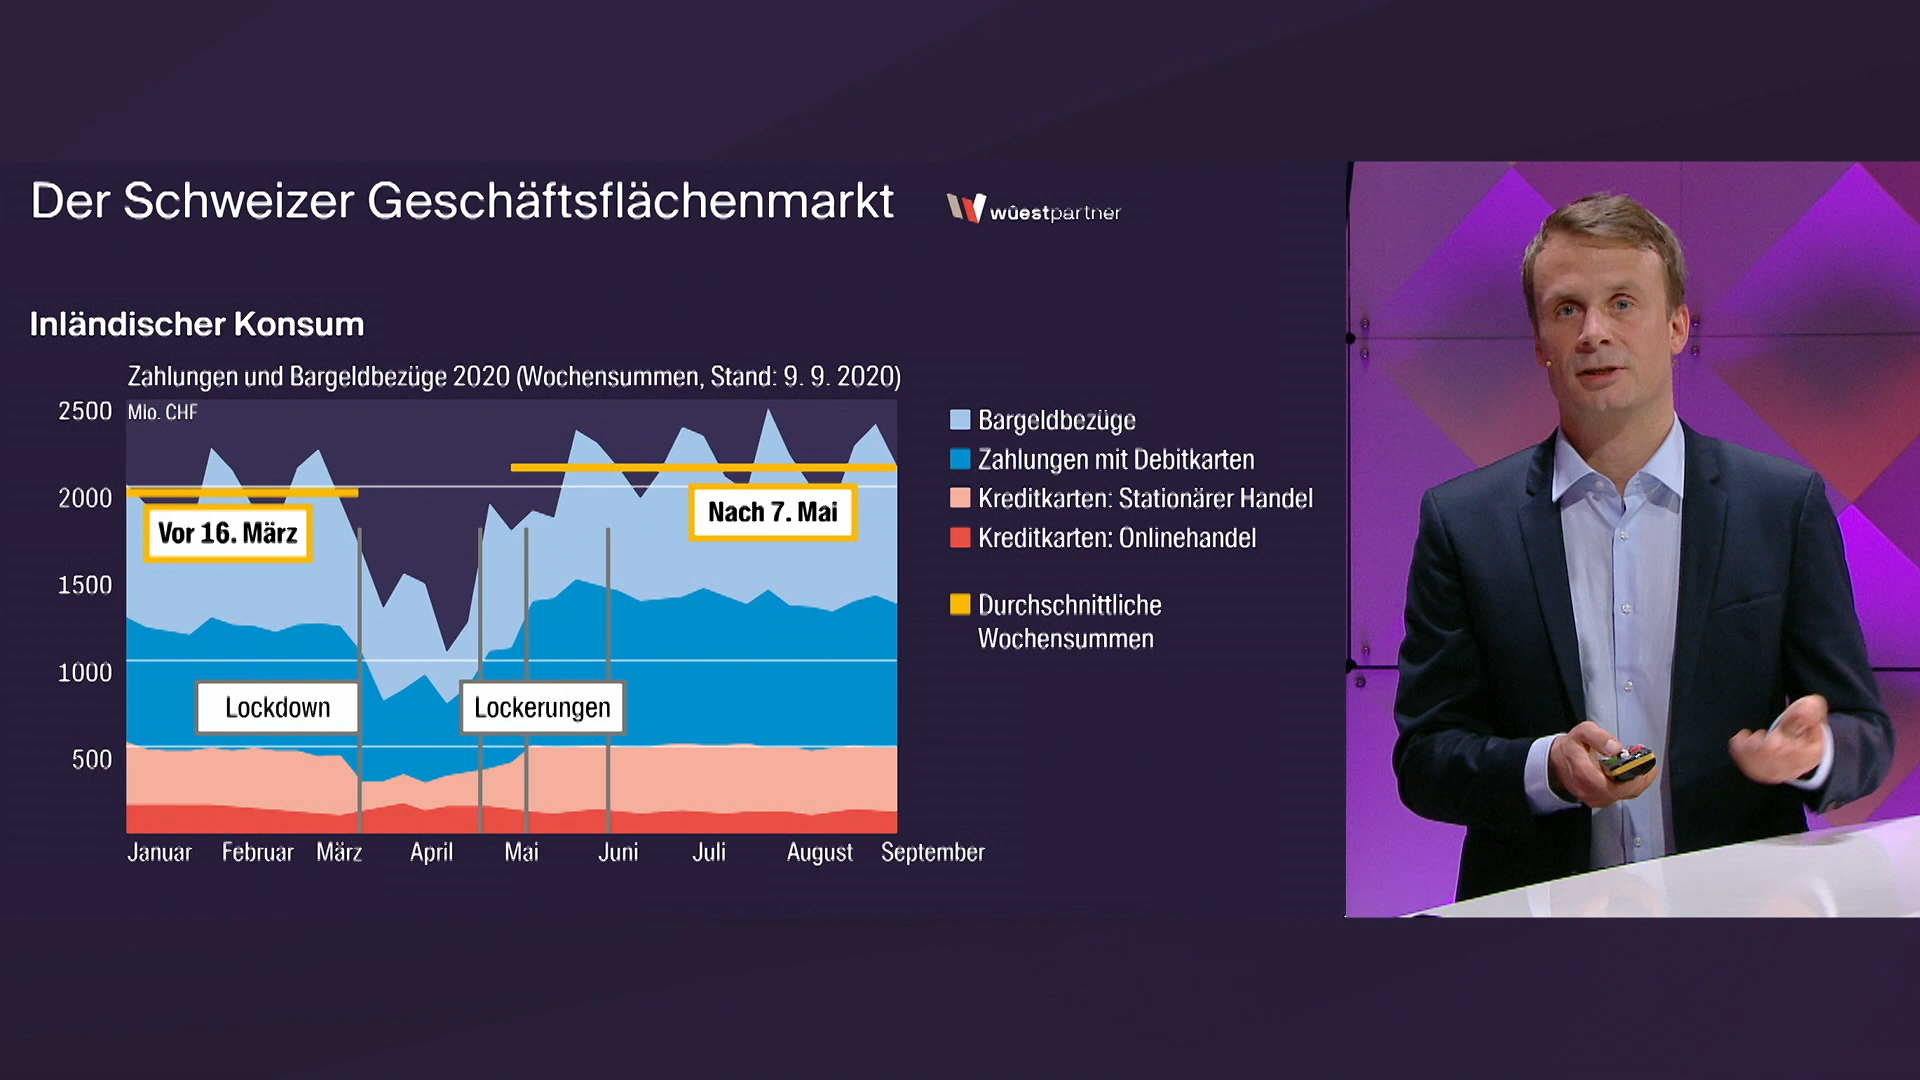 Der Schweizer Geschäftsflächenmarkt
wüestpartner
Inländischer Konsum
Zahlungen und Bargeldbezüge 2020 (Wochensummen, Stand: 9. 9. 2020)
2500
Mio. CHF
2000
1500
1000
500
Vor 16. März
Nach 7. Mai
Lockdown
Lockerungen
Januar Februar März April Mai Juni Juli August September
Bargeldbezüge
Zahlungen mit Debitkarten
Kreditkarten: Stationärer Handel
Kreditkarten: Onlinehandel
Durchschnittliche
Wochensummen